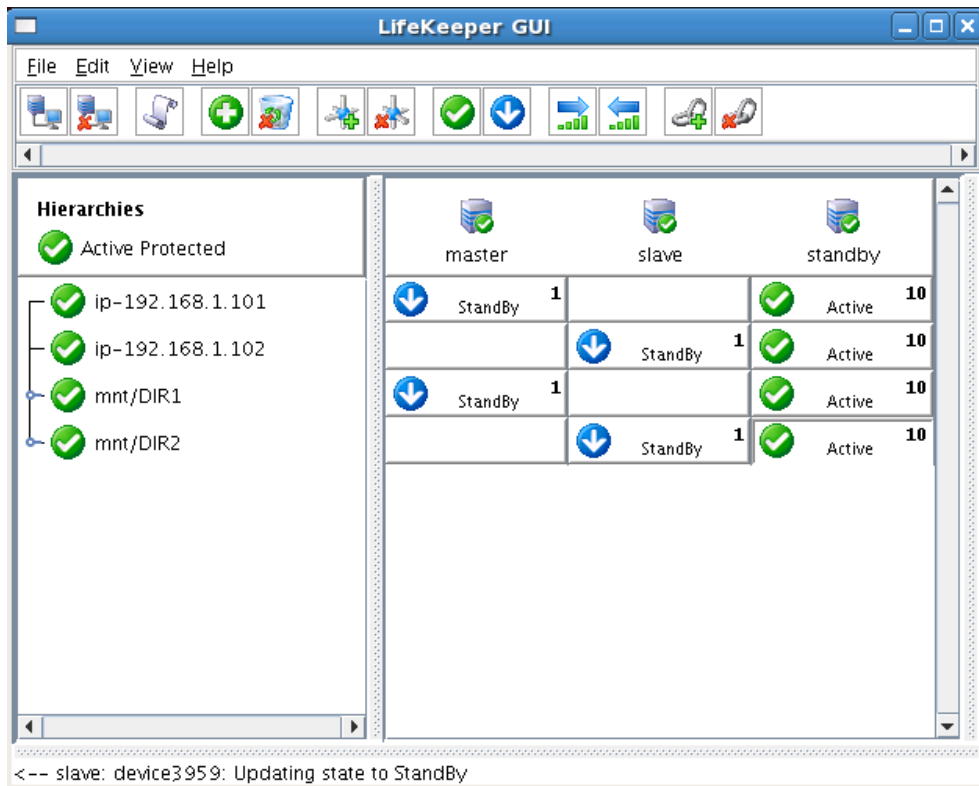 LifeKeeper GUI
File Edit View Help
Hierarchies
Active Protected
master slave standby
ip-192.168.1.101 StandBy 1 Active 10
ip-192.168.1.102 StandBy 1 Active 10
mnt/DIR1 StandBy 1 Active 10
mnt/DIR2 StandBy 1 Active 10
<-- slave: device3959: Updating state to StandBy